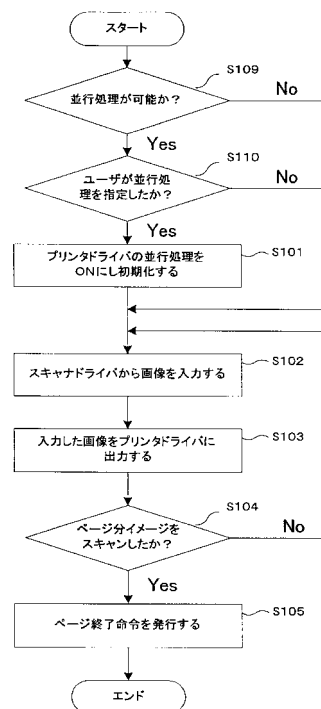 スタート
S109
並行処理が可能か？
No
Yes
S110
ユーザが並行処
理を指定したか？
No
Yes
プリンタドライバの並行処理を
ONにし初期化する
S101
スキャナドライバから画像を入力する
S102
入力した画像をプリンタドライバに
出力する
S103
S104
ページ分イメージを
スキャンしたか？
No
Yes
ページ終了命令を発行する
S105
エンド